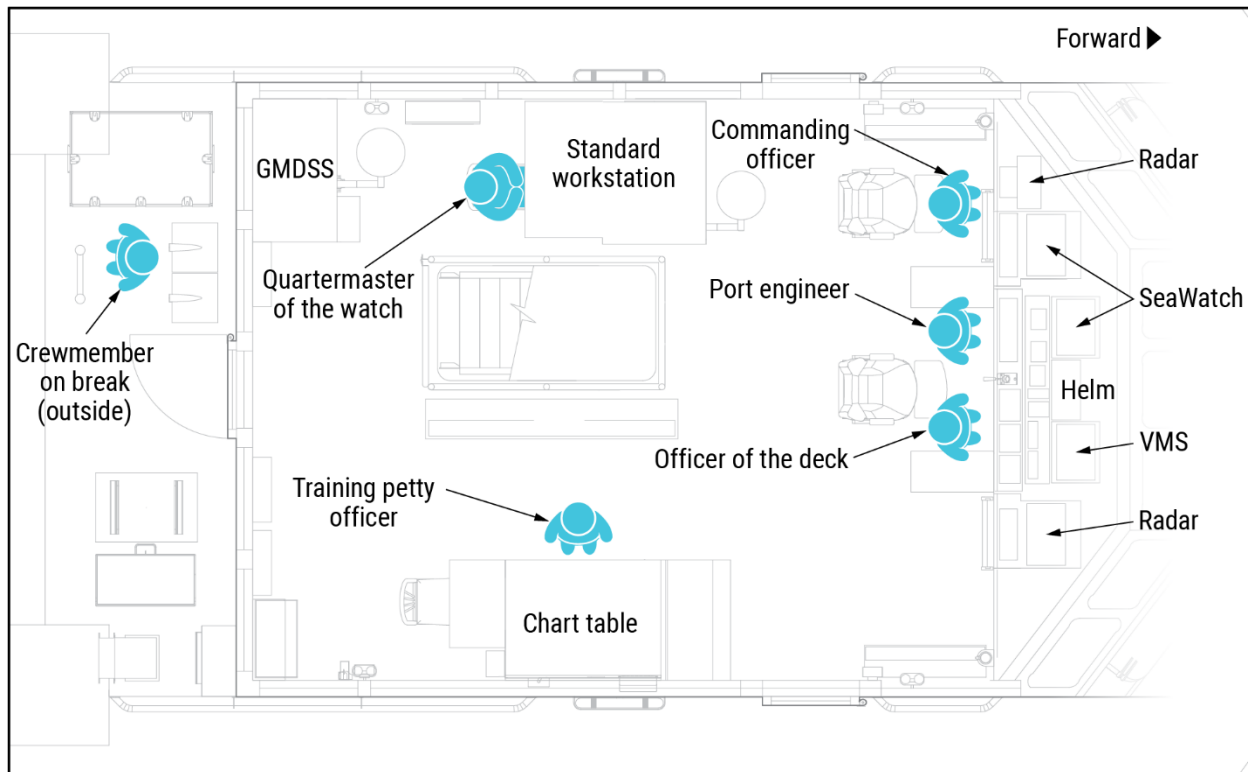 Forward
Commanding
officer
Radar
GMDSS
Standard
workstation
Quartermaster
of the watch
Port engineer
SeaWatch
Crewmember
on break
(outside)
Helm
Officer of the deck
VMS
Training petty
officer
Radar
Chart table